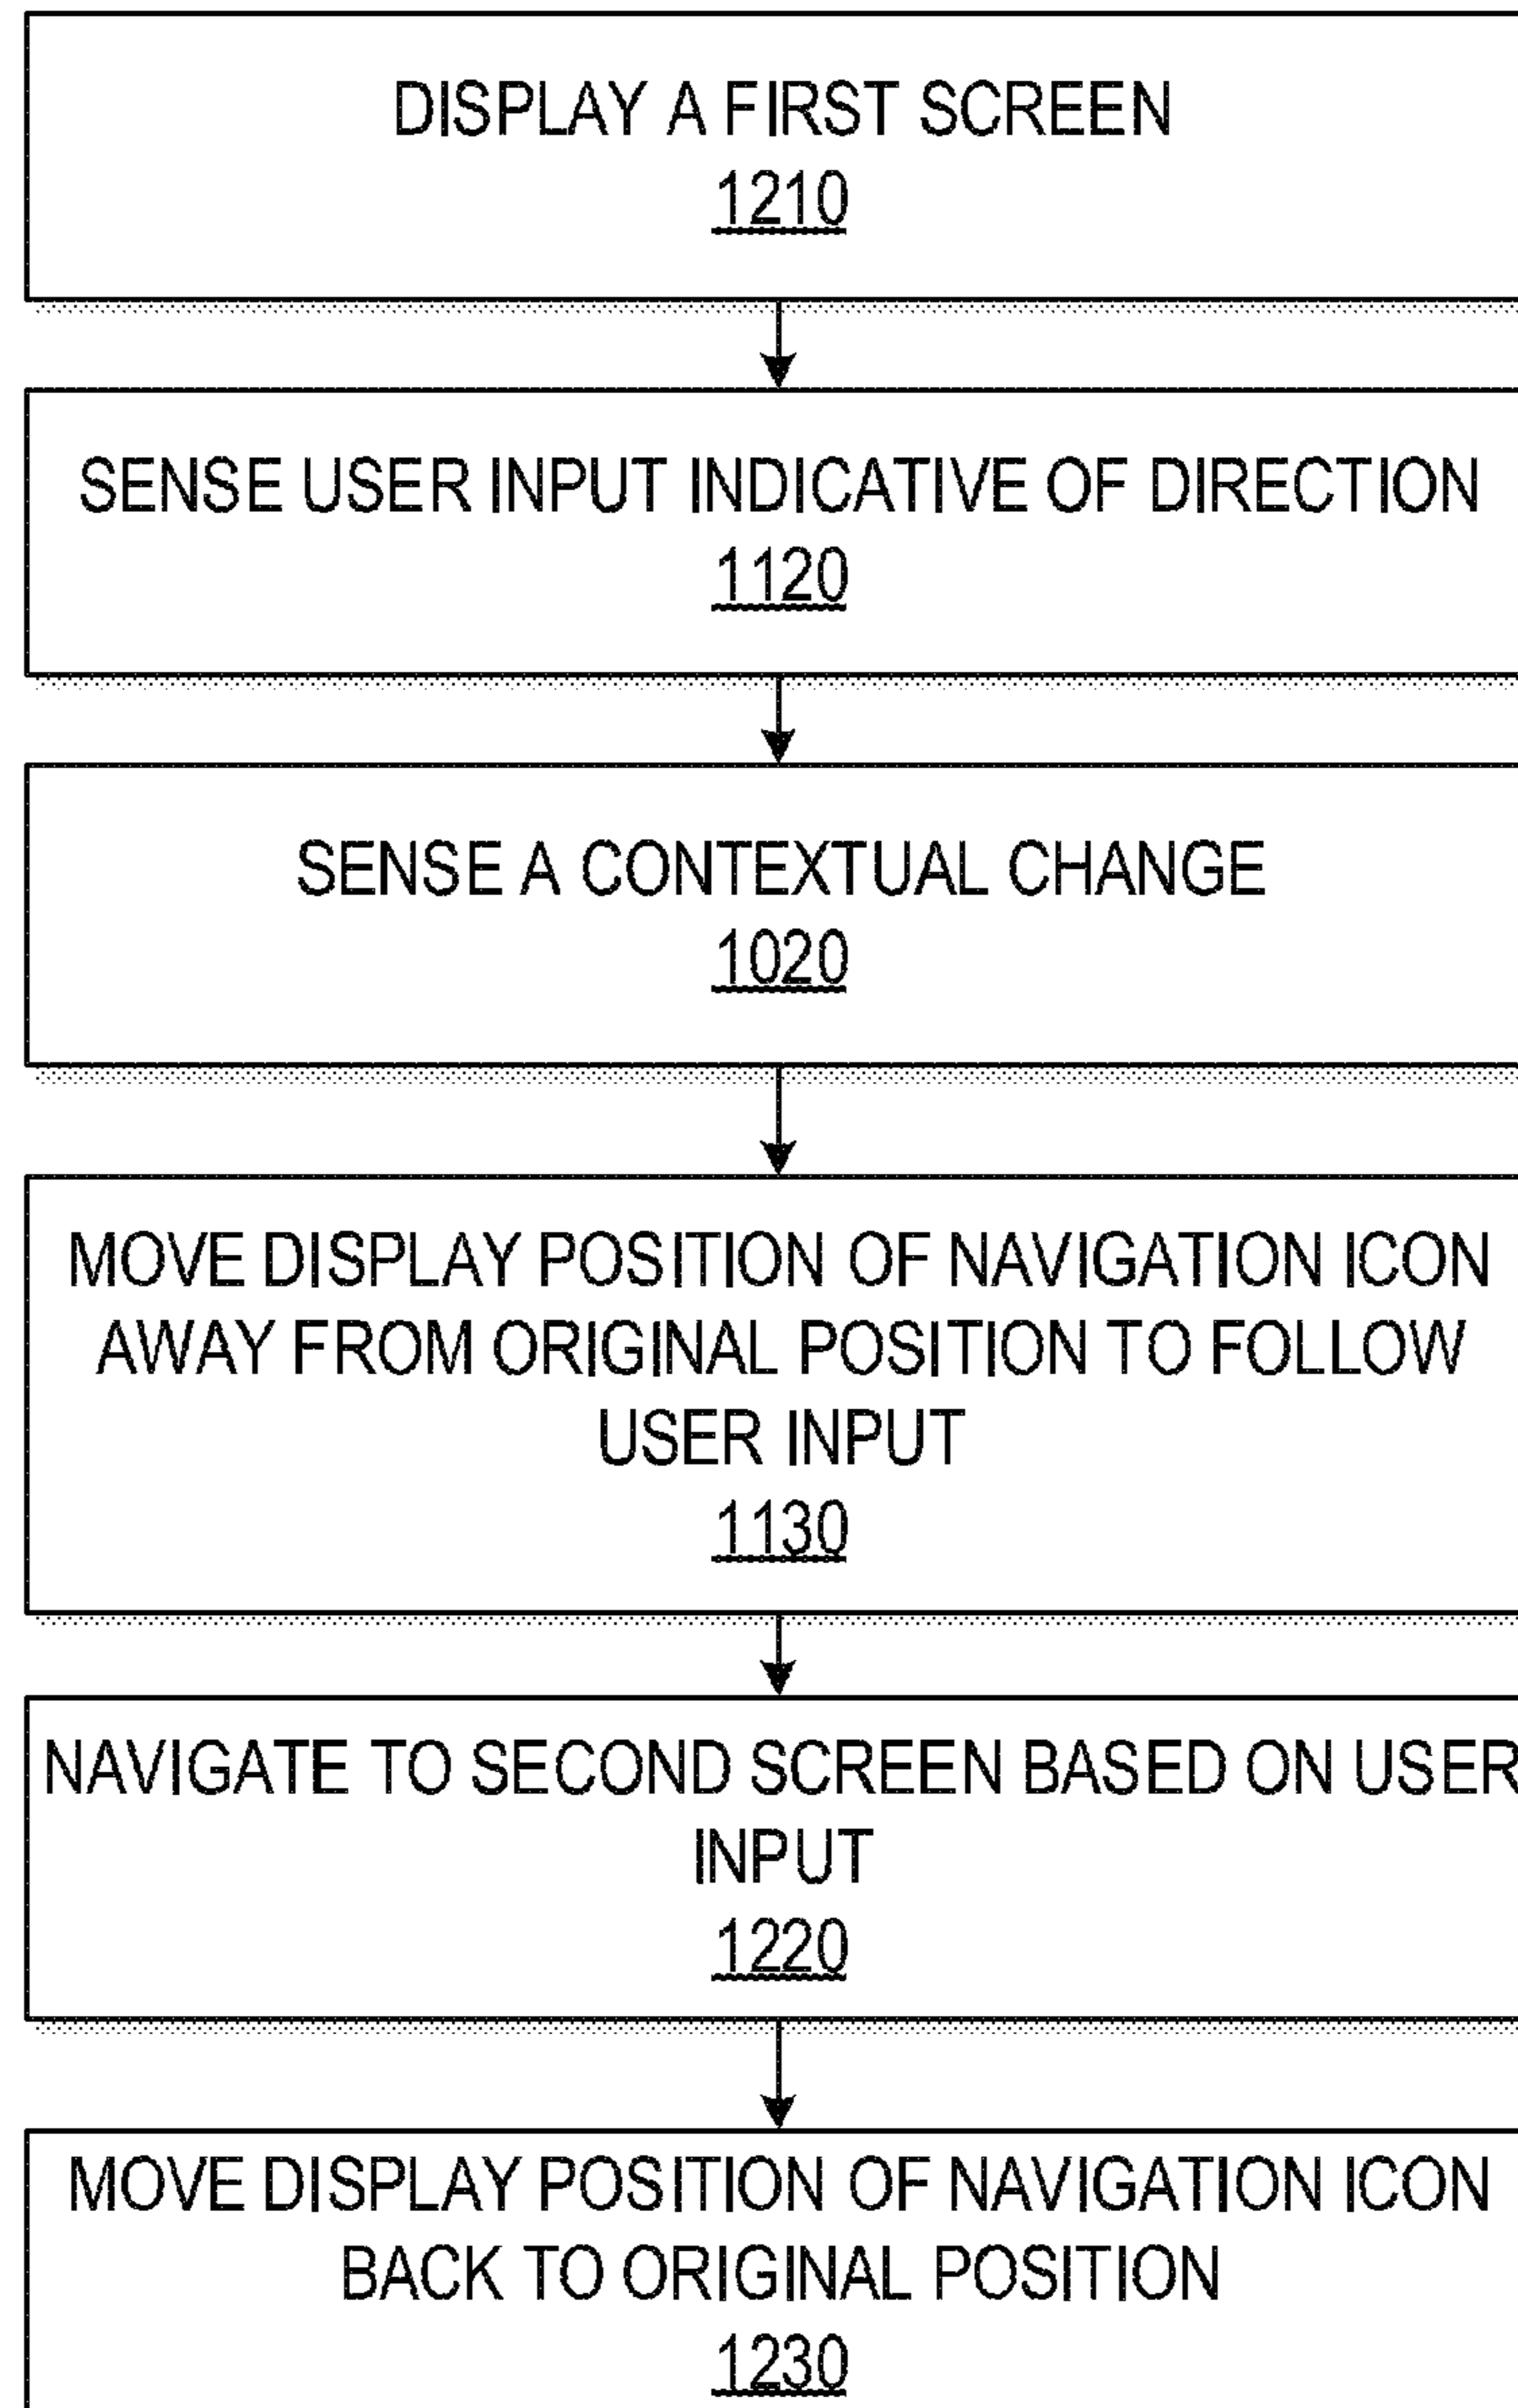 DISPLAY A FIRST SCREEN
1210
SENSE USER INPUT INDICATIVE OF DIRECTION
1120
SENSE A CONTEXTUAL CHANGE
1020
MOVE DISPLAY POSITION OF NAVIGATION ICON
AWAY FROM ORIGINAL POSITION TO FOLLOW
USER INPUT
1130
NAVIGATE TO SECOND SCREEN BASED ON USER
INPUT
1220
MOVE DISPLAY POSITION OF NAVIGATION ICON
BACK TO ORIGINAL POSITION
1230